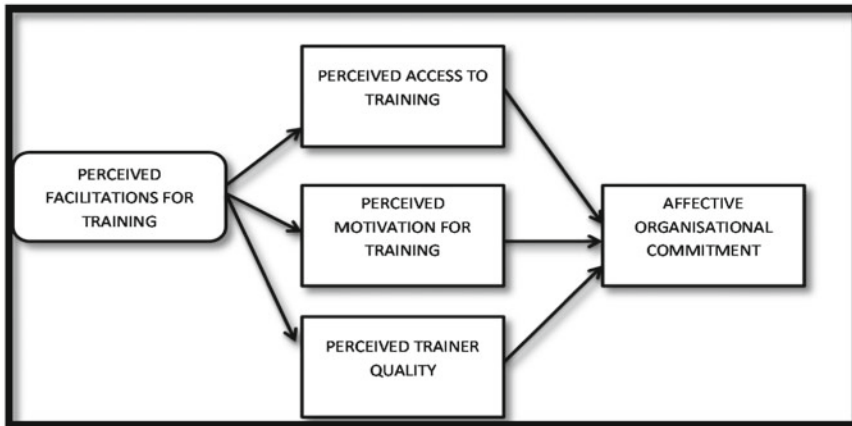 PERCEIVED
FACILITATIONS FOR
TRAINING
PERCEIVED ACCESS TO
TRAINING
PERCEIVED
MOTIVATION FOR
TRAINING
PERCEIVED TRAINER
QUALITY
AFFECTIVE
ORGANISATIONAL
COMMITMENT